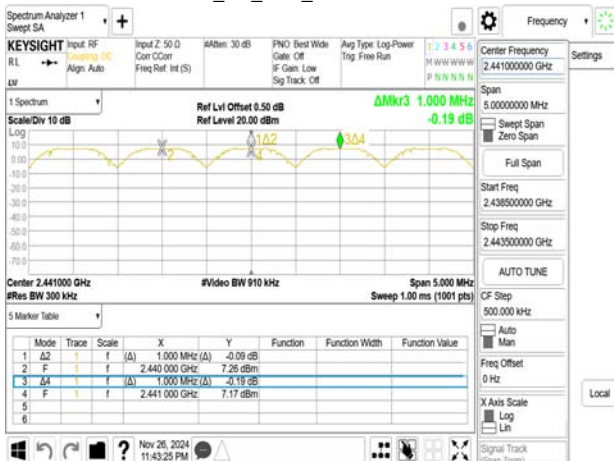 Spectrum Analyzer 1
Swept SA
+
Frequency
KEYSIGHT
RL
Input: RF
Coupling: DC
Align: Auto
Input Z: 50 Ω
Corr CCorr
Freq Ref: Int (S)
#Atten: 30 dB
PNO: Best Wide
Gate: Off
IF Gain: Low
Sig Track: Off
Avg Type: Log-Power
Trig: Free Run
1 2 3 4 5 6
M W W W W W
P N N N N N
1 Spectrum
Scale/Div 10 dB
Ref Lvl Offset 0.50 dB
Ref Level 20.00 dBm
ΔMkr3 1.000 MHz
-0.19 dB
Log
10.0
0.00
-10.0
-20.0
-30.0
-40.0
-50.0
-60.0
-70.0
2
1Δ2
4
3Δ4
Center 2.441000 GHz
#Res BW 300 kHz
#Video BW 910 kHz
Span 5.000 MHz
Sweep 1.00 ms (1001 pts)
5 Marker Table
Mode Trace Scale X Y Function Function Width Function Value
1 Δ2 1 f (Δ) 1.000 MHz (Δ) -0.09 dB
2 F 1 f 2.440 000 GHz 7.26 dBm
3 Δ4 1 f (Δ) 1.000 MHz (Δ) -0.19 dB
4 F 1 f 2.441 000 GHz 7.17 dBm
5
6
?
Nov 26, 2024
11:43:25 PM
Center Frequency
2.441000000 GHz
Span
5.00000000 MHz
Swept Span
Zero Span
Full Span
Start Freq
2.438500000 GHz
Stop Freq
2.443500000 GHz
AUTO TUNE
CF Step
500.000 kHz
Auto
Man
Freq Offset
0 Hz
X Axis Scale
Log
Lin
Signal Track
(Span Zoom)
Settings
Local